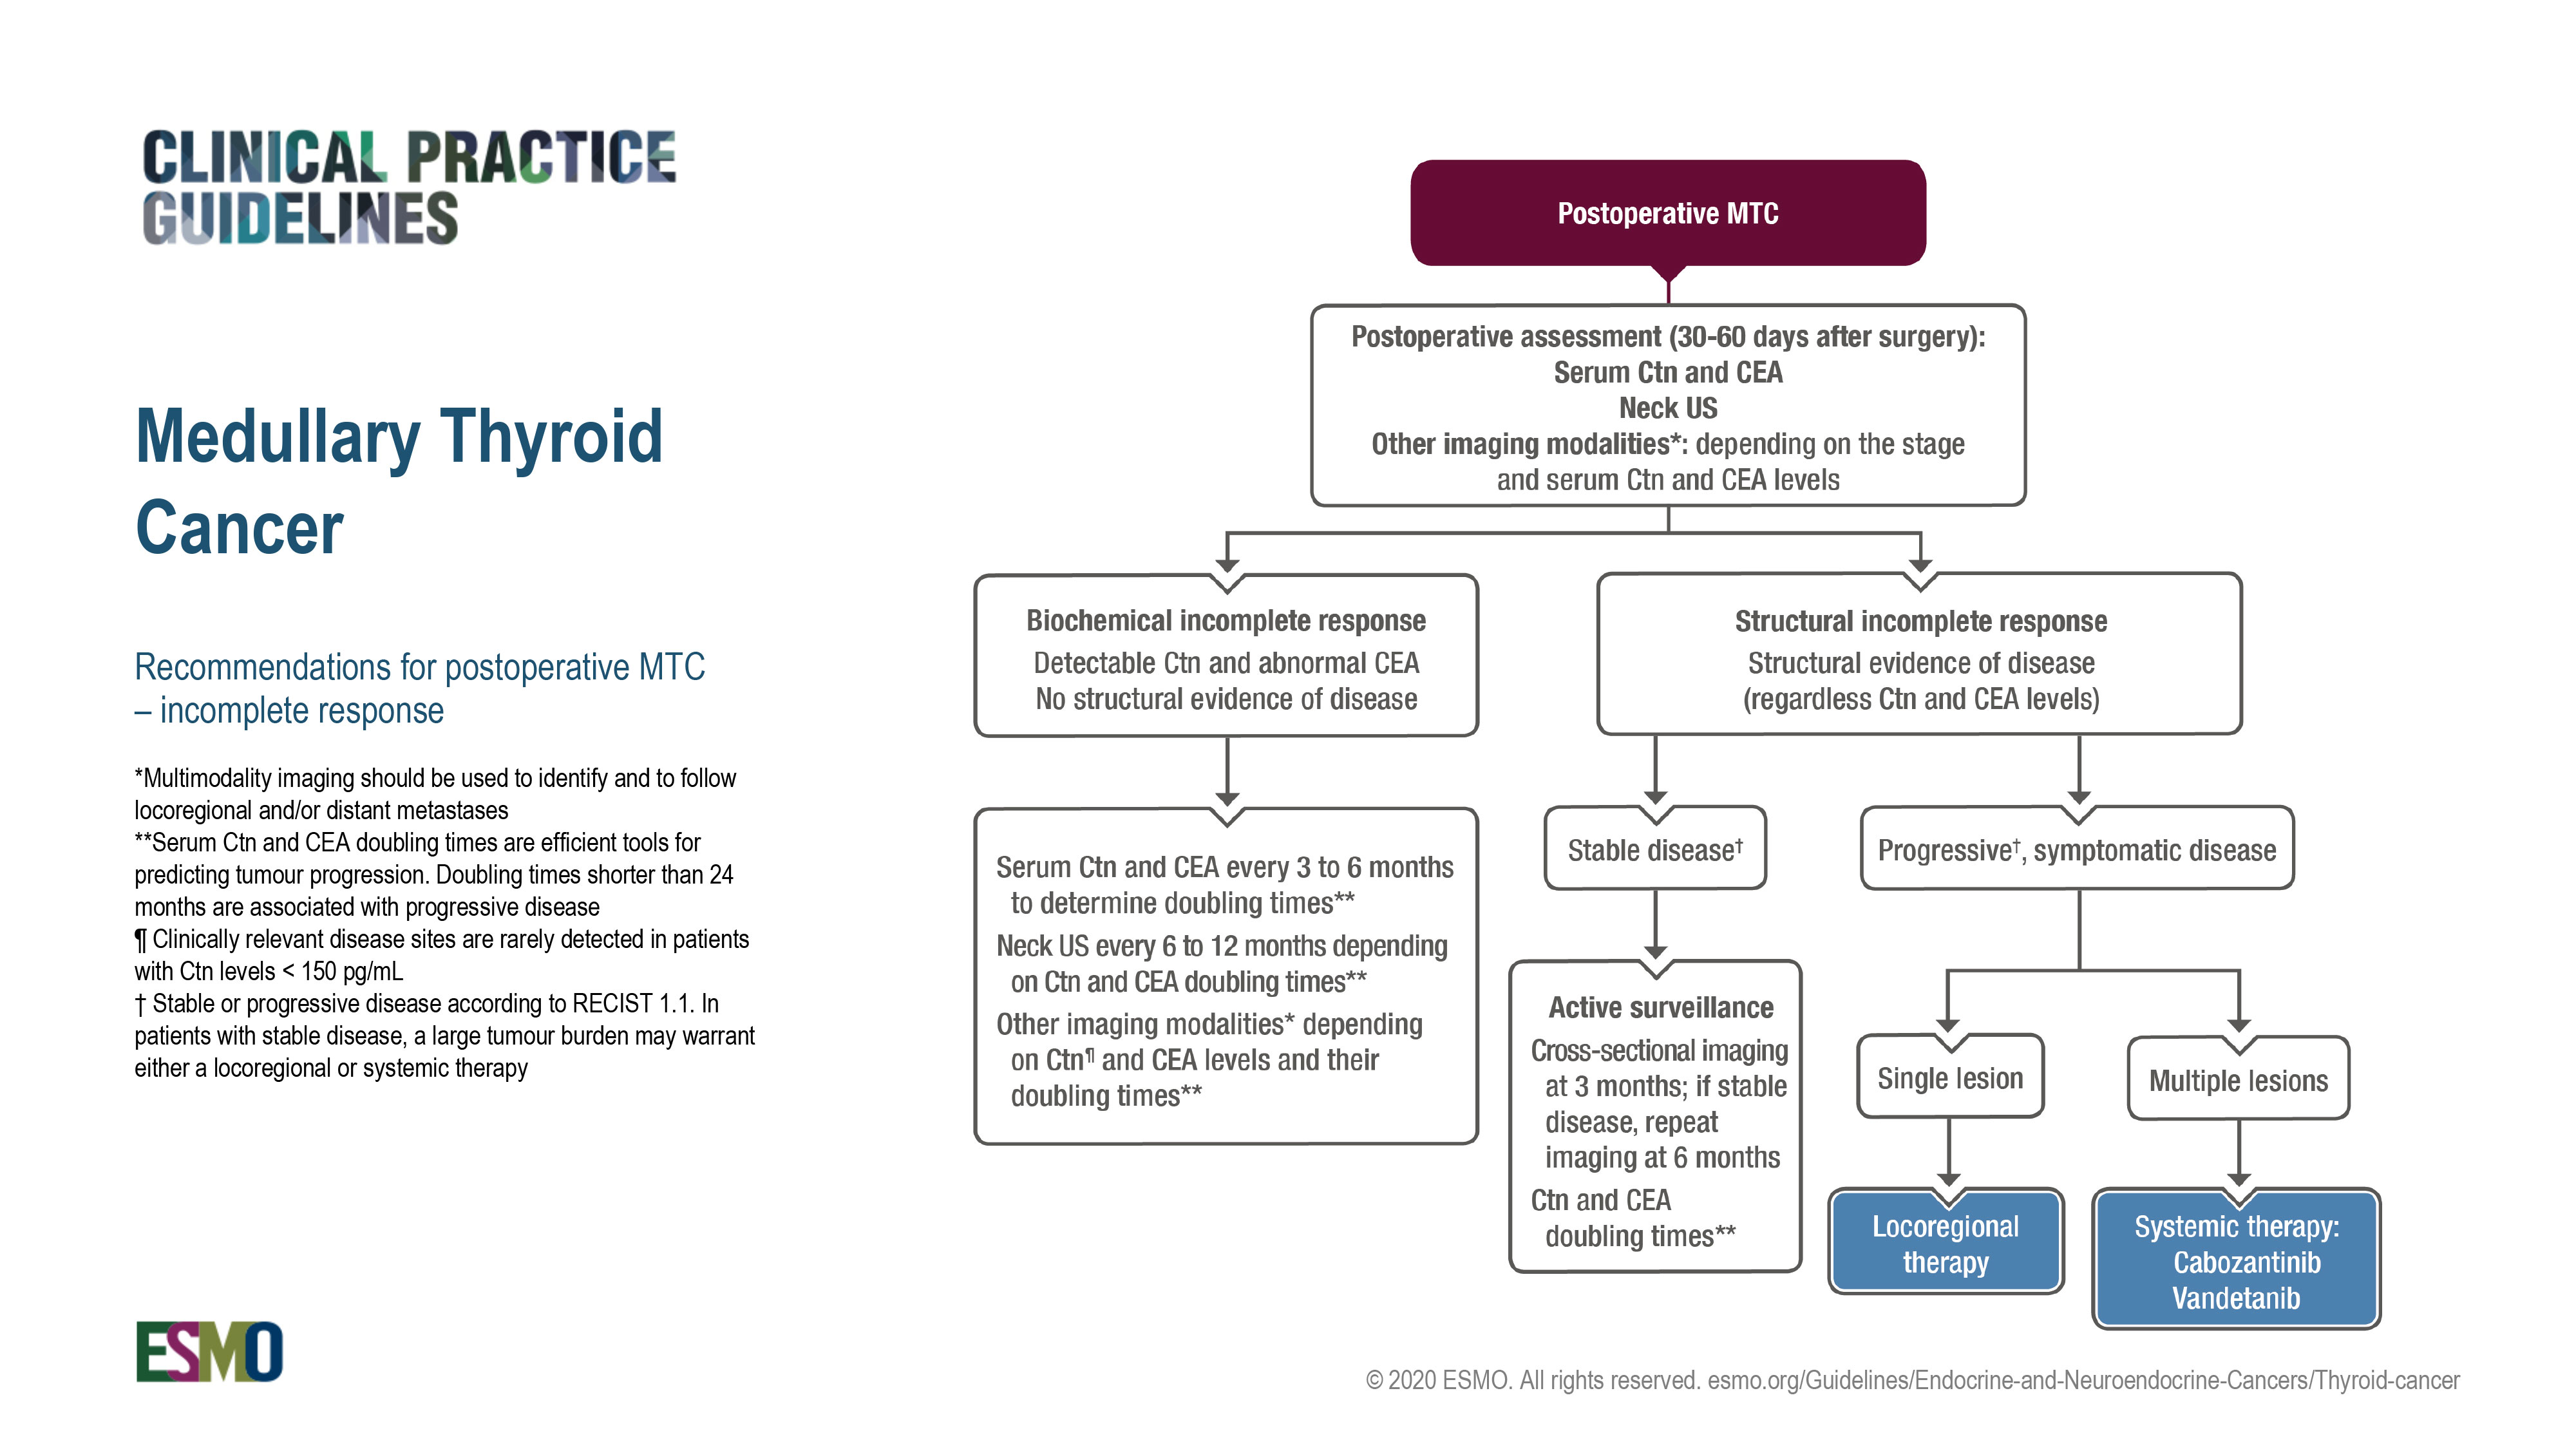 CLINICAL PRACTICE
GUIDELINES
Medullary Thyroid
Cancer
Recommendations for postoperative MTC
– incomplete response
*Multimodality imaging should be used to identify and to follow
locoregional and/or distant metastases
**Serum Ctn and CEA doubling times are efficient tools for
predicting tumour progression. Doubling times shorter than 24
months are associated with progressive disease
¶ Clinically relevant disease sites are rarely detected in patients
with Ctn levels < 150 pg/mL
† Stable or progressive disease according to RECIST 1.1. In
patients with stable disease, a large tumour burden may warrant
either a locoregional or systemic therapy
ESMO
Postoperative MTC
Postoperative assessment (30-60 days after surgery):
Serum Ctn and CEA
Neck US
Other imaging modalities*: depending on the stage
and serum Ctn and CEA levels
Biochemical incomplete response
Detectable Ctn and abnormal CEA
No structural evidence of disease
Serum Ctn and CEA every 3 to 6 months
to determine doubling times**
Neck US every 6 to 12 months depending
on Ctn and CEA doubling times**
Other imaging modalities* depending
on Ctn¶ and CEA levels and their
doubling times**
Structural incomplete response
Structural evidence of disease
(regardless Ctn and CEA levels)
Stable disease†
Active surveillance
Cross-sectional imaging
at 3 months; if stable
disease, repeat
imaging at 6 months
Ctn and CEA
doubling times**
Progressive†, symptomatic disease
Single lesion
Locoregional
therapy
Multiple lesions
Systemic therapy:
Cabozantinib
Vandetanib
© 2020 ESMO. All rights reserved. esmo.org/Guidelines/Endocrine-and-Neuroendocrine-Cancers/Thyroid-cancer